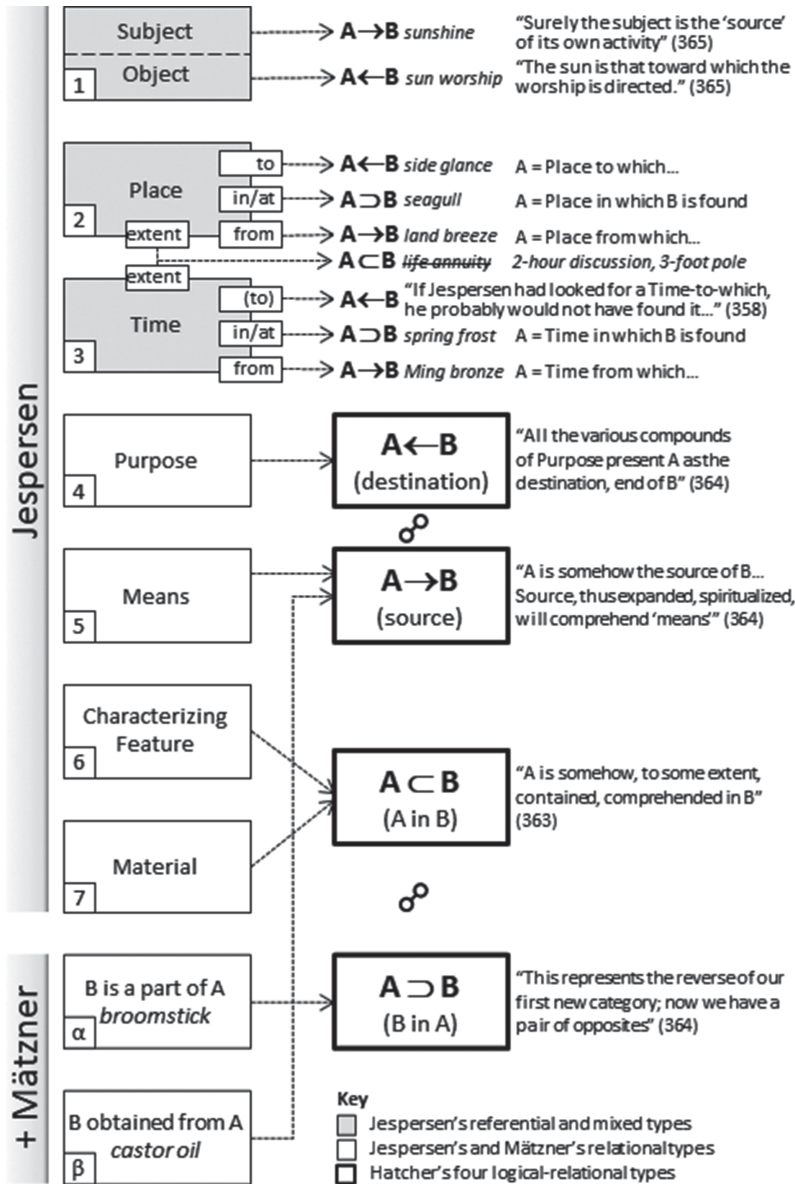 Jespersen
Subject
Object
1
A→B sunshine
"Surely the subject is the 'source'
of its own activity" (365)
A←B sun worship
"The sun is that toward which the
worship is directed." (365)
Place
2
to
in/at
from
extent
A←B side glance A = Place to which...
A⊃B seagull A = Place in which B is found
A→B land breeze A = Place from which...
A⊂B life annuity 2-hour discussion, 3-foot pole
extent
Time
3
(to)
in/at
from
A←B "If Jespersen had looked for a Time-to-which,
he probably would not have found it..." (358)
A⊃B spring frost A = Time in which B is found
A→B Ming bronze A = Time from which...
Purpose
4
A←B
(destination)
"All the various compounds
of Purpose present A as the
destination, end of B" (364)
Means
5
A→B
(source)
"A is somehow the source of B...
Source, thus expanded, spiritualized,
will comprehend 'means'" (364)
Characterizing
Feature
6
A ⊂ B
(A in B)
"A is somehow, to some extent,
contained, comprehended in B"
(363)
Material
7
+ Mätzner
B is a part of A
broomstick
α
A ⊃ B
(B in A)
"This represents the reverse of our
first new category; now we have a
pair of opposites" (364)
B obtained from A
castor oil
β
Key
Jespersen's referential and mixed types
Jespersen's and Mätzner's relational types
Hatcher's four logical-relational types